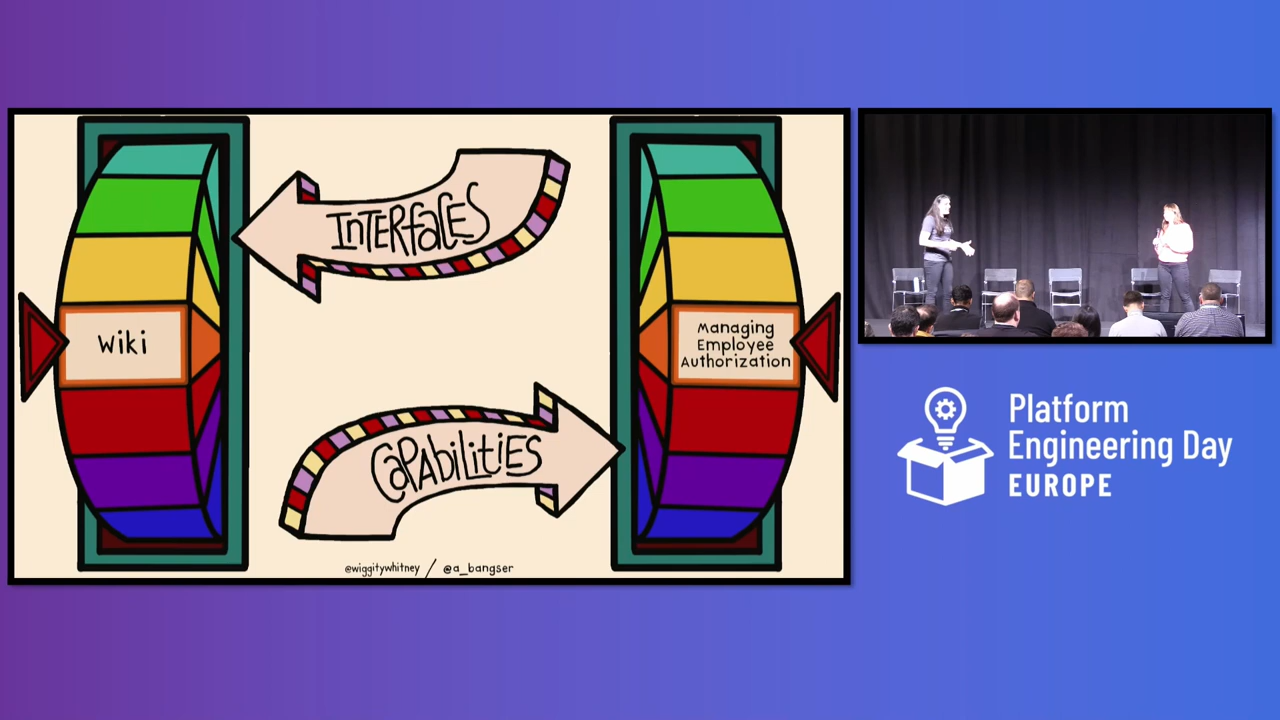 INTERFACES
Wiki
Managing
Employee
Authorization
CAPABILITIES
@wiggitywhitney / @a_bangser
Platform
Engineering Day
EUROPE